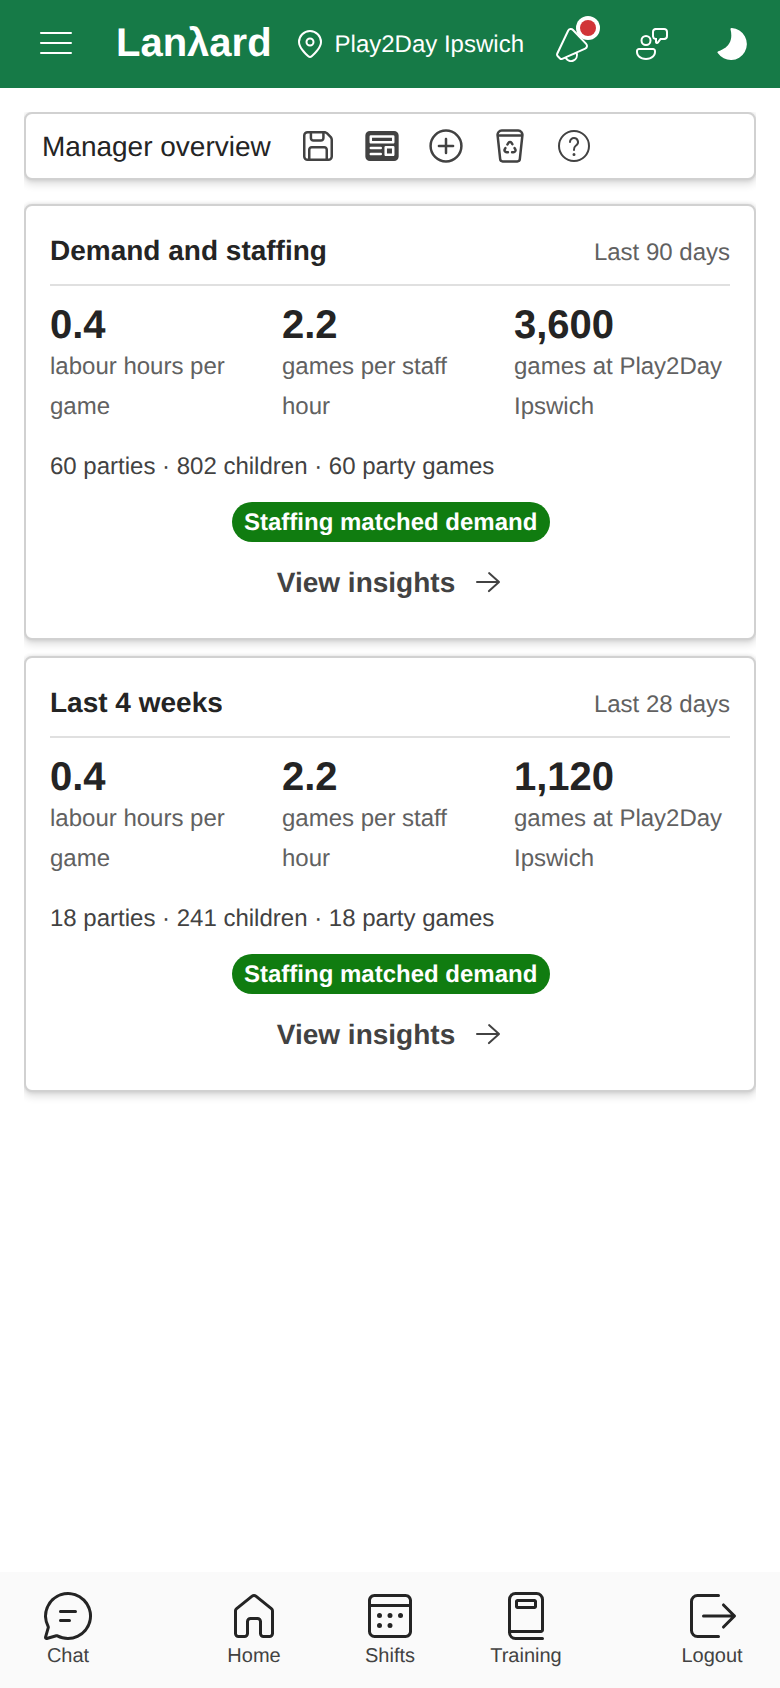 Lanλard
Play2Day Ipswich
Manager overview
Demand and staffing
Last 90 days
0.4
2.2
3,600
labour hours per game
games per staff hour
games at Play2Day Ipswich
60 parties · 802 children · 60 party games
Staffing matched demand
View insights
Last 4 weeks
Last 28 days
0.4
2.2
1,120
labour hours per game
games per staff hour
games at Play2Day Ipswich
18 parties · 241 children · 18 party games
Staffing matched demand
View insights
Chat
Home
Shifts
Training
Logout